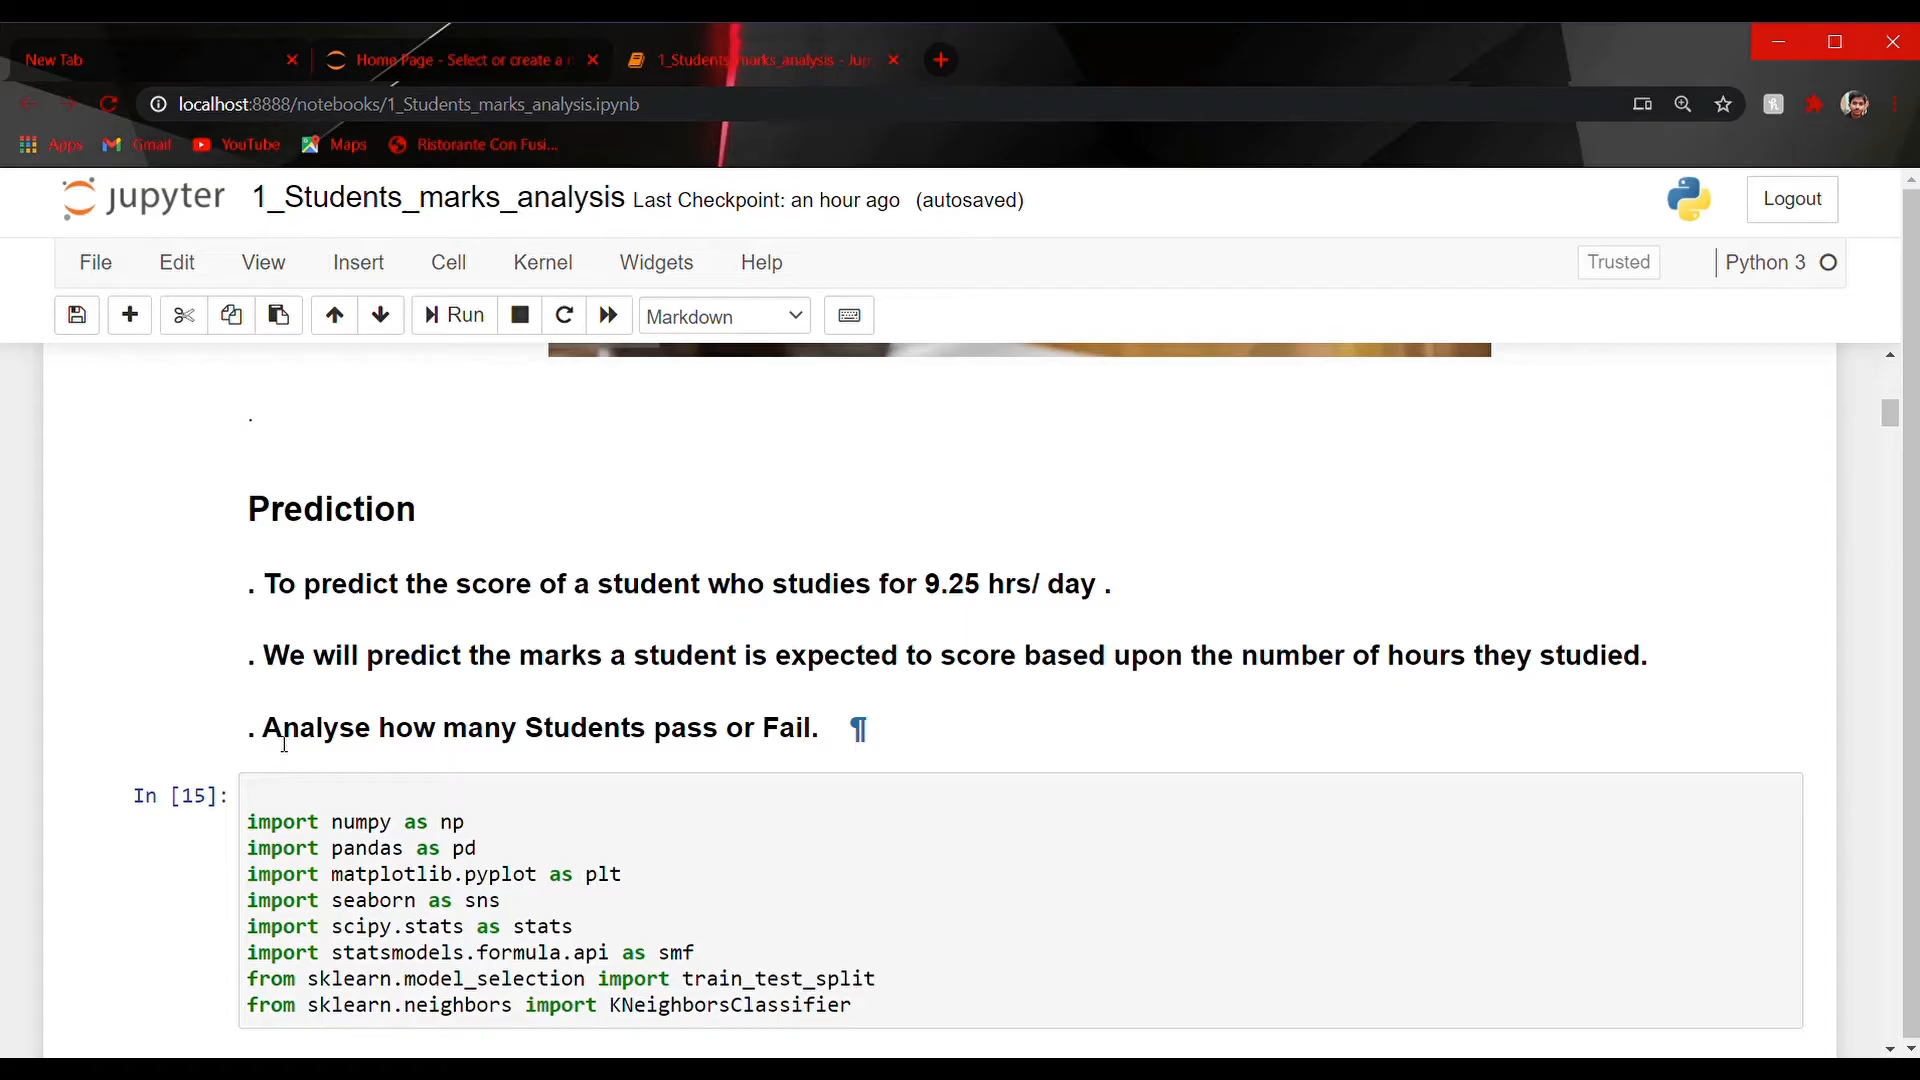 New Tab
Home Page - Select or create a n
1_Students_marks_analysis - Jup
localhost:8888/notebooks/1_Students_marks_analysis.ipynb
Apps
Gmail
YouTube
Maps
Ristorante Con Fusi...
jupyter
1_Students_marks_analysis Last Checkpoint: an hour ago (autosaved)
Logout
File Edit View Insert Cell Kernel Widgets Help
Trusted
Python 3
Run
Markdown
.
Prediction
. To predict the score of a student who studies for 9.25 hrs/ day .
. We will predict the marks a student is expected to score based upon the number of hours they studied.
. Analyse how many Students pass or Fail. ¶
In [15]:
import numpy as np
import pandas as pd
import matplotlib.pyplot as plt
import seaborn as sns
import scipy.stats as stats
import statsmodels.formula.api as smf
from sklearn.model_selection import train_test_split
from sklearn.neighbors import KNeighborsClassifier